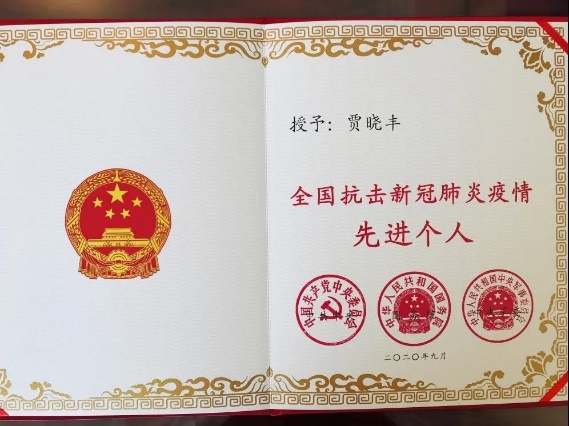 授予：贾晓丰
全国抗击新冠肺炎疫情
先进个人
中国共产党中央委员会
中华人民共和国国务院
中华人民共和国中央军事委员会
二〇二〇年九月